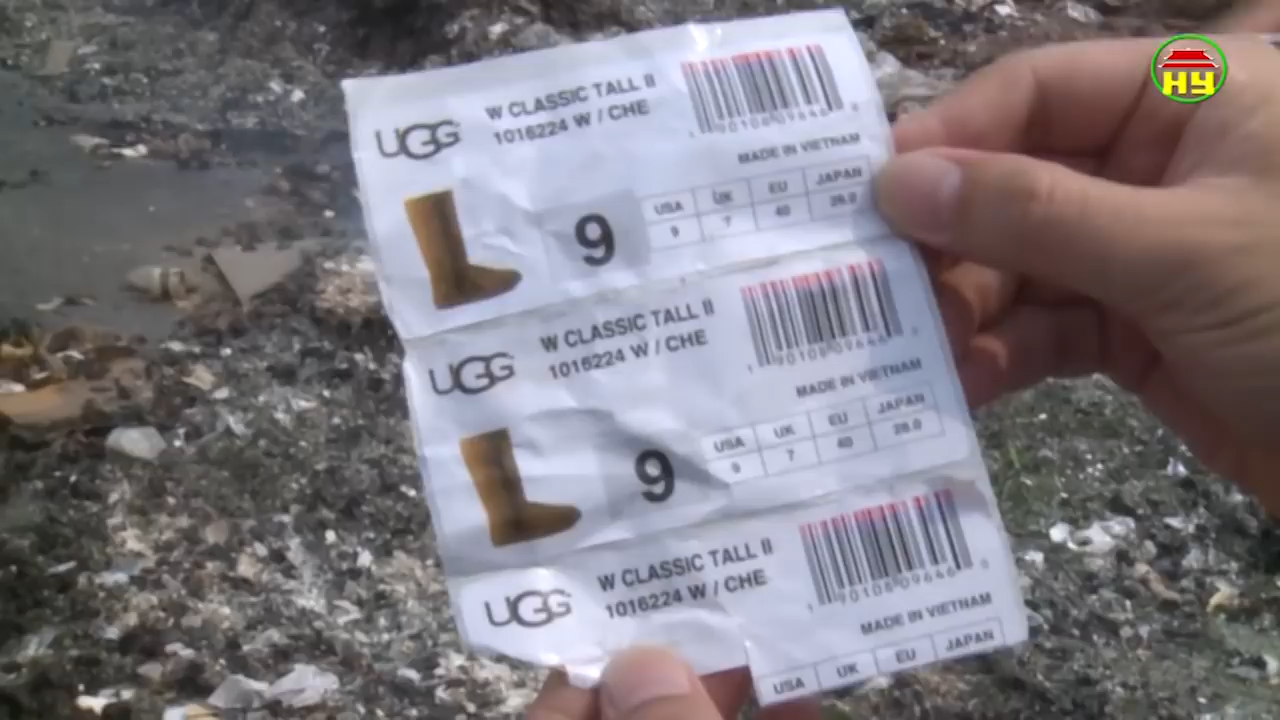 HY
UGG
W CLASSIC TALL II
1016224 W / CHE
MADE IN VIETNAM
9
USA UK EU JAPAN
9 7 40 26.0
UGG
W CLASSIC TALL II
1016224 W / CHE
MADE IN VIETNAM
9
USA UK EU JAPAN
9 7 40 26.0
UGG
W CLASSIC TALL II
1016224 W / CHE
MADE IN VIETNAM
USA UK EU JAPAN